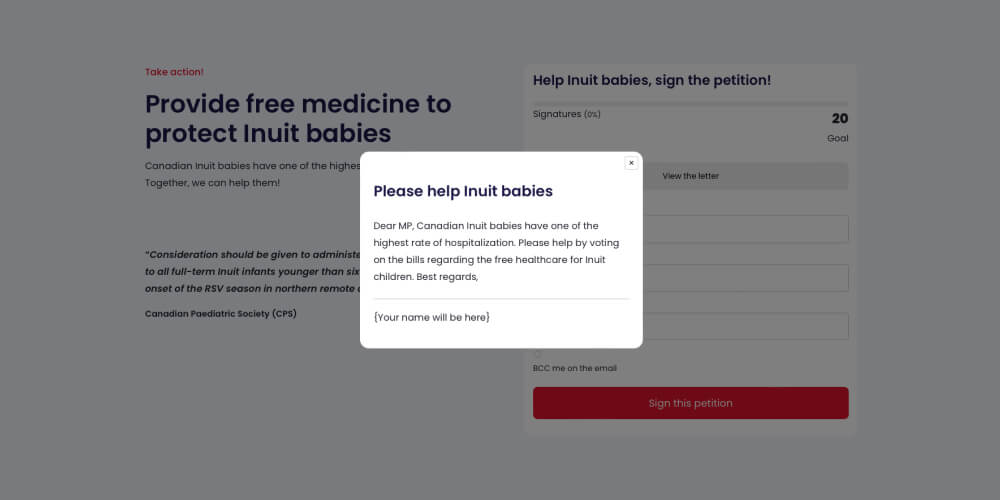 Take action!
Provide free medicine to
protect Inuit babies
Canadian Inuit babies have one of the highes
Together, we can help them!
“Consideration should be given to administe
to all full-term Inuit infants younger than six
onset of the RSV season in northern remote
Canadian Paediatric Society (CPS)
Help Inuit babies, sign the petition!
Signatures (0%)
20
Goal
View the letter
BCC me on the email
Sign this petition
×
Please help Inuit babies
Dear MP, Canadian Inuit babies have one of the
highest rate of hospitalization. Please help by voting
on the bills regarding the free healthcare for Inuit
children. Best regards,
{Your name will be here}